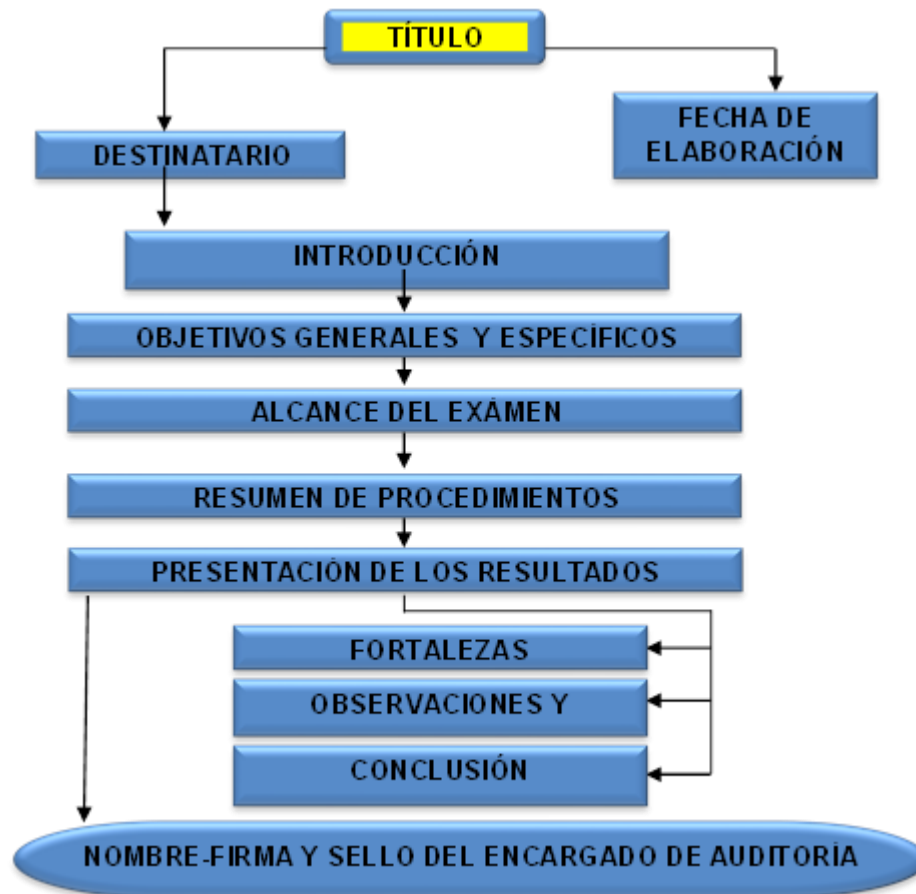 TÍTULO
FECHA DE
ELABORACIÓN
DESTINATARIO
INTRODUCCIÓN
OBJETIVOS GENERALES Y ESPECÍFICOS
ALCANCE DEL EXÁMEN
RESUMEN DE PROCEDIMIENTOS
PRESENTACIÓN DE LOS RESULTADOS
FORTALEZAS
OBSERVACIONES Y
CONCLUSIÓN
NOMBRE-FIRMA Y SELLO DEL ENCARGADO DE AUDITORÍA